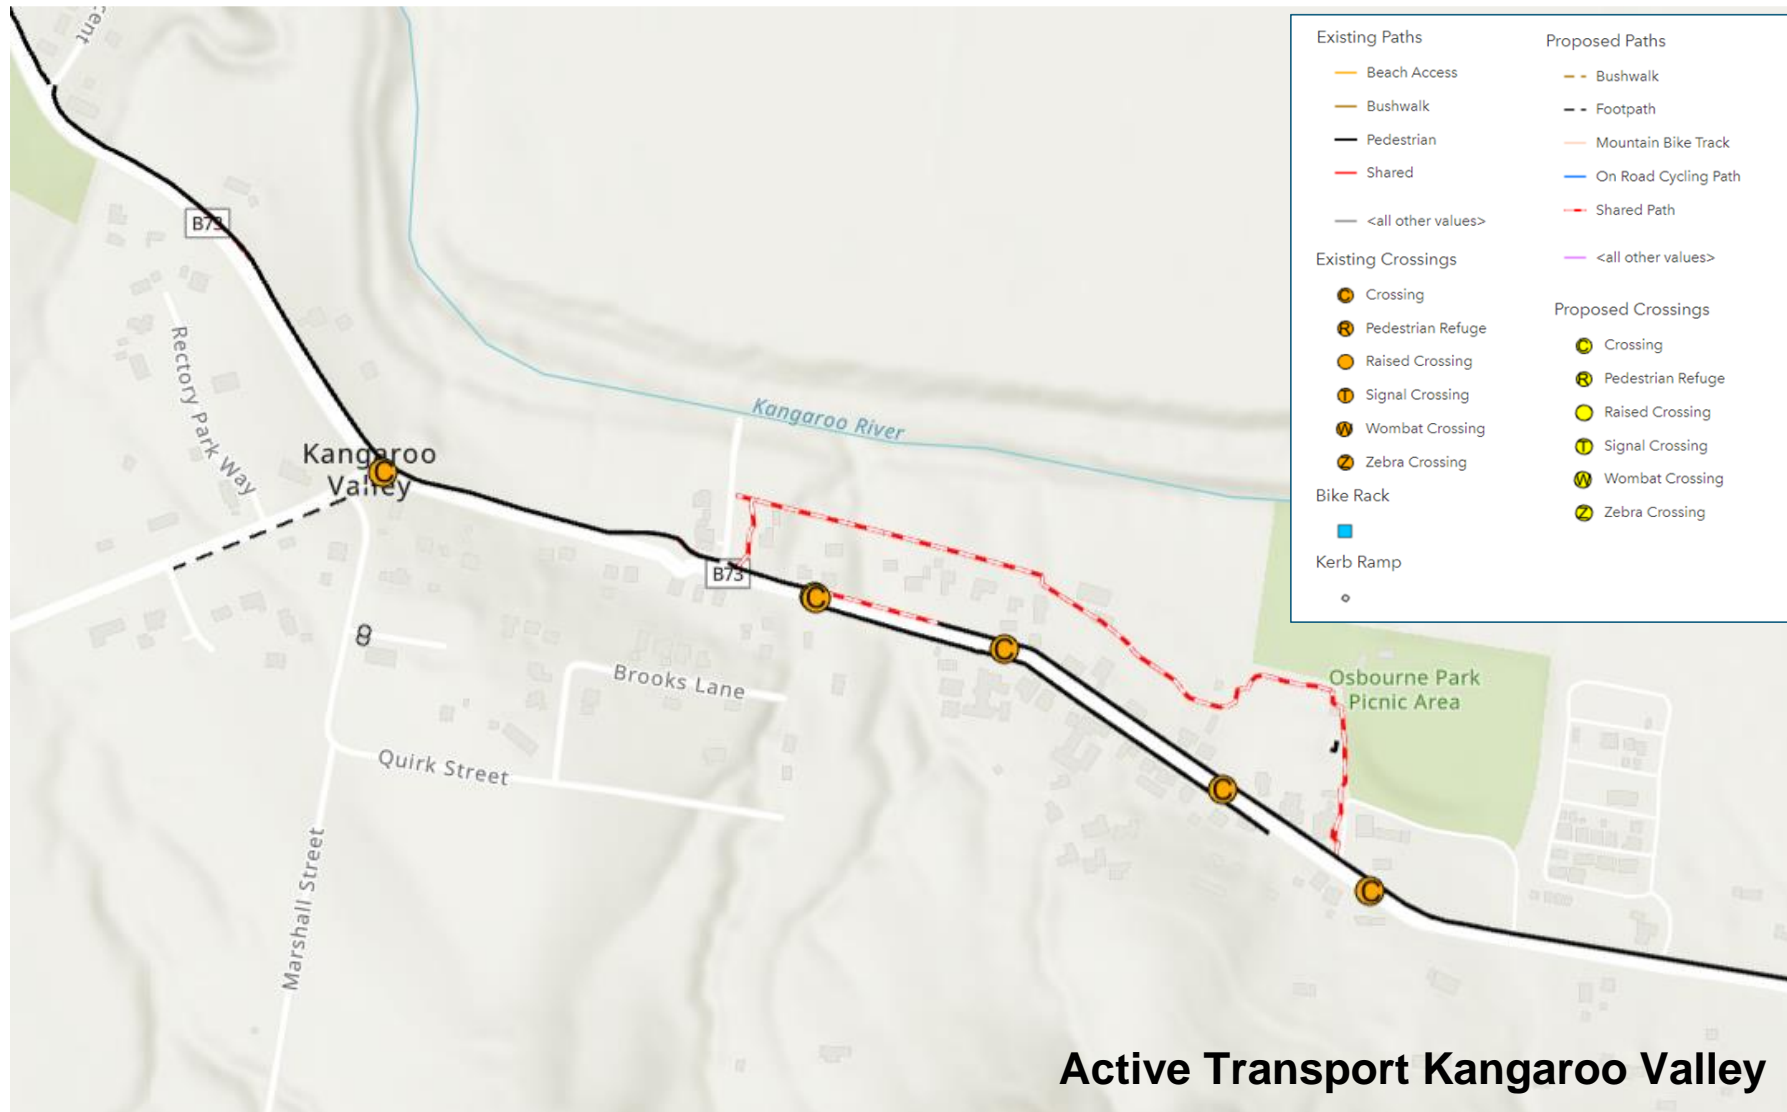 cent
B73
Rectory Park Way
Kangaroo
Valley
C
Kangaroo River
B73
C
C
Brooks Lane
Quirk Street
Marshall Street
Osbourne Park
Picnic Area
C
C
Existing Paths
Beach Access
Bushwalk
Pedestrian
Shared
<all other values>
Existing Crossings
C Crossing
R Pedestrian Refuge
Raised Crossing
T Signal Crossing
W Wombat Crossing
Z Zebra Crossing
Bike Rack
Kerb Ramp
Proposed Paths
Bushwalk
Footpath
Mountain Bike Track
On Road Cycling Path
Shared Path
<all other values>
Proposed Crossings
C Crossing
R Pedestrian Refuge
Raised Crossing
T Signal Crossing
W Wombat Crossing
Z Zebra Crossing
Active Transport Kangaroo Valley